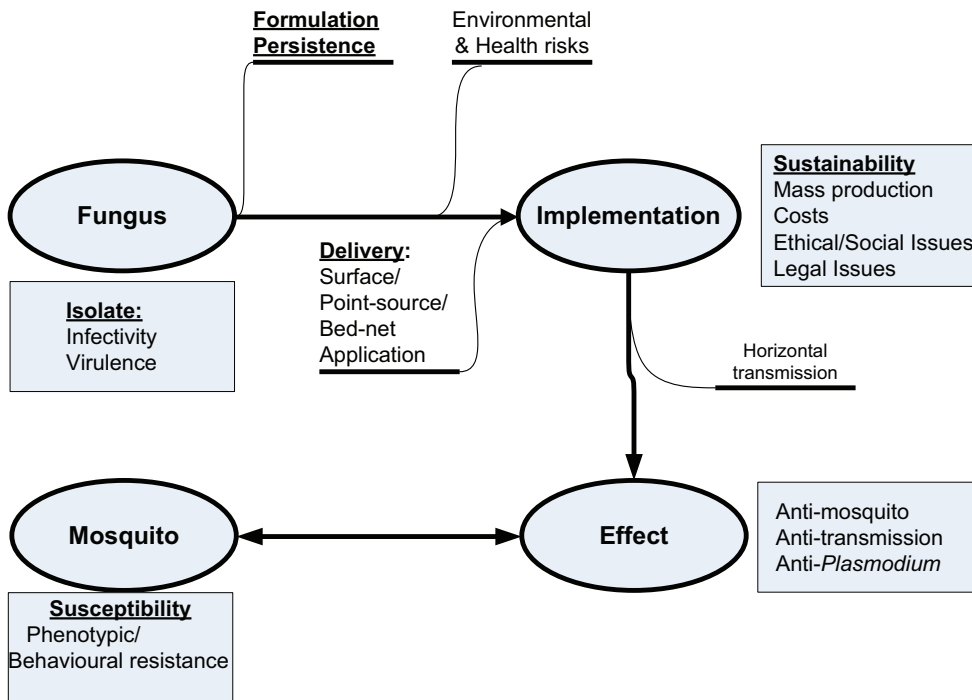 Formulation
Persistence
Environmental
& Health risks
Fungus
Implementation
Sustainability
Mass production
Costs
Ethical/Social Issues
Legal Issues
Isolate:
Infectivity
Virulence
Delivery:
Surface/
Point-source/
Bed-net
Application
Horizontal
transmission
Mosquito
Effect
Anti-mosquito
Anti-transmission
Anti-Plasmodium
Susceptibility
Phenotypic/
Behavioural resistance